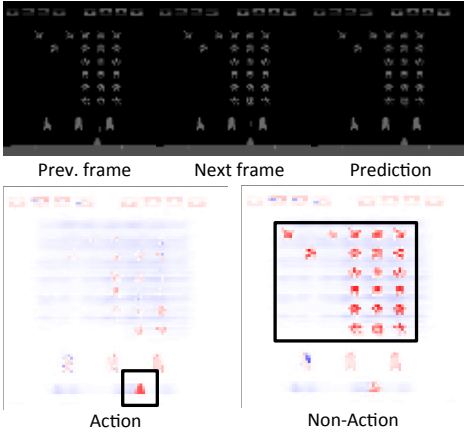 Prev. frame
Next frame
Prediction
Action
Non-Action